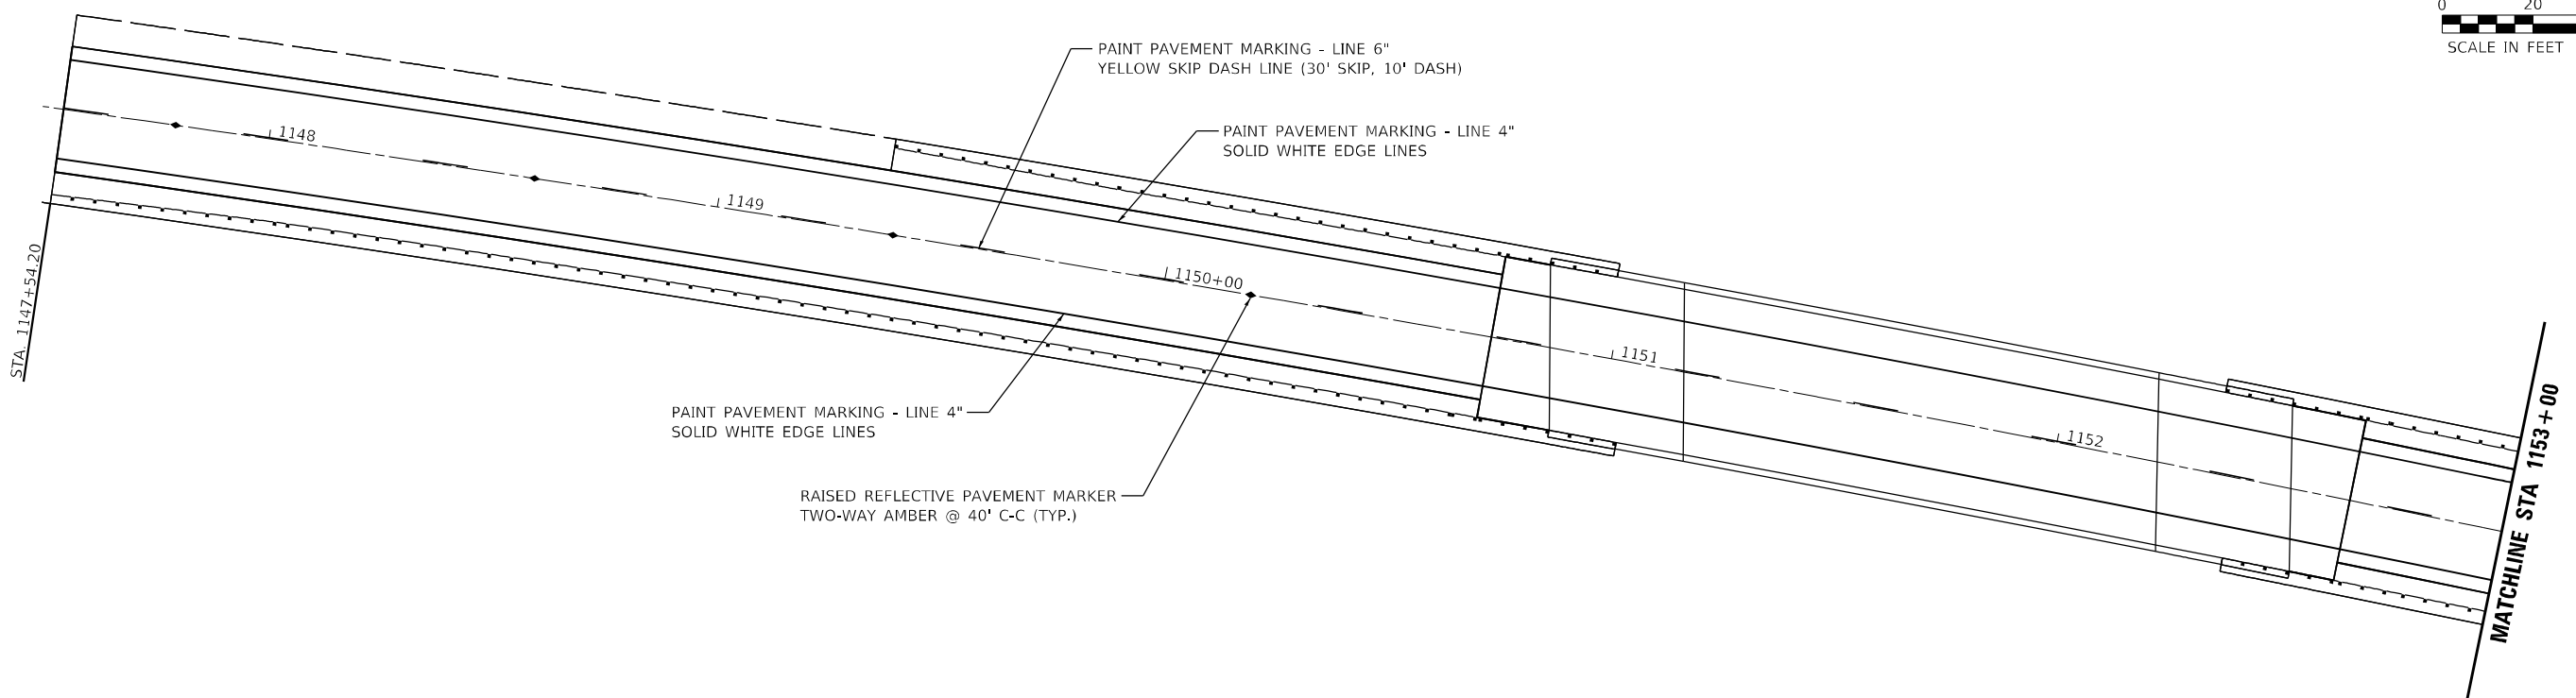 0 20
SCALE IN FEET
PAINT PAVEMENT MARKING - LINE 6"
YELLOW SKIP DASH LINE (30' SKIP, 10' DASH)
PAINT PAVEMENT MARKING - LINE 4"
SOLID WHITE EDGE LINES
1148
1149
1150+00
1151
1152
STA. 1147+54.20
MATCHLINE STA 1153+00
PAINT PAVEMENT MARKING - LINE 4"
SOLID WHITE EDGE LINES
RAISED REFLECTIVE PAVEMENT MARKER
TWO-WAY AMBER @ 40' C-C (TYP.)